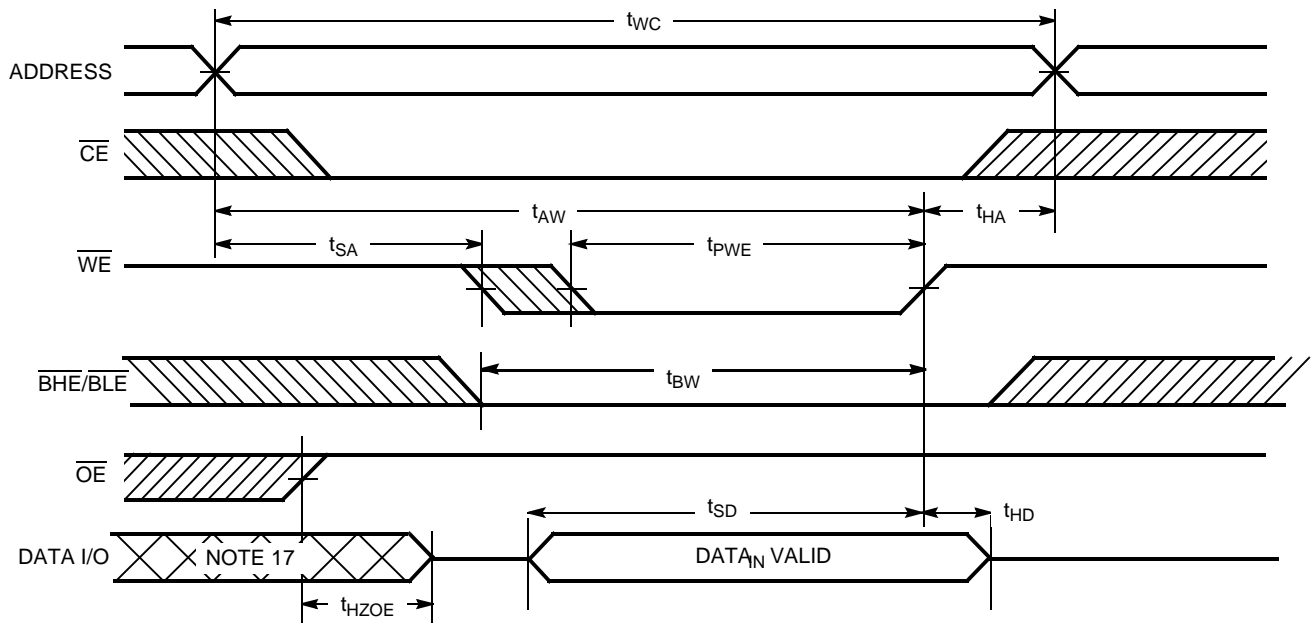 tWC
ADDRESS
CE
tAW
tHA
tSA
tPWE
WE
BHE/BLE
tBW
OE
tSD
tHD
DATA I/O
NOTE 17
DATAIN VALID
tHZOE